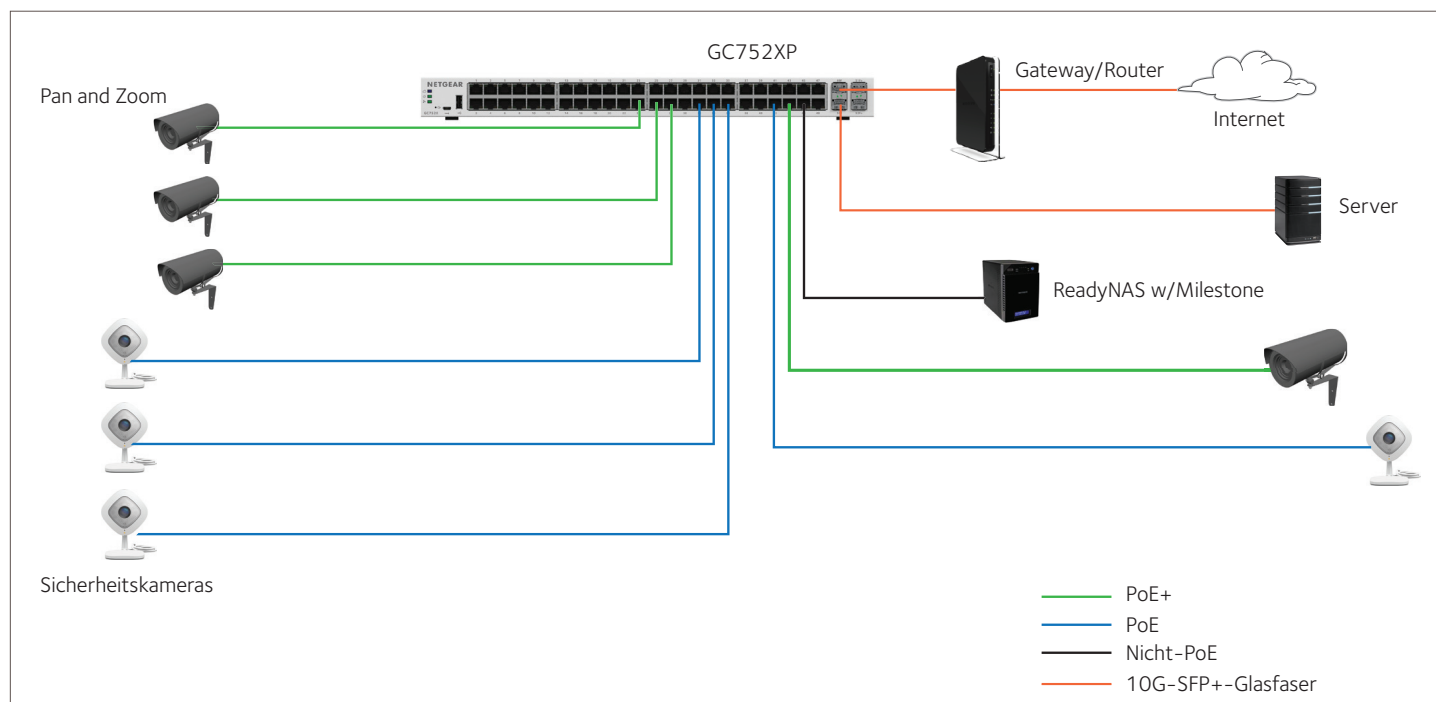 GC752XP
NETGEAR
Pan and Zoom
Gateway/Router
Internet
Server
ReadyNAS w/Milestone
Sicherheitskameras
PoE+
PoE
Nicht-PoE
10G-SFP+-Glasfaser